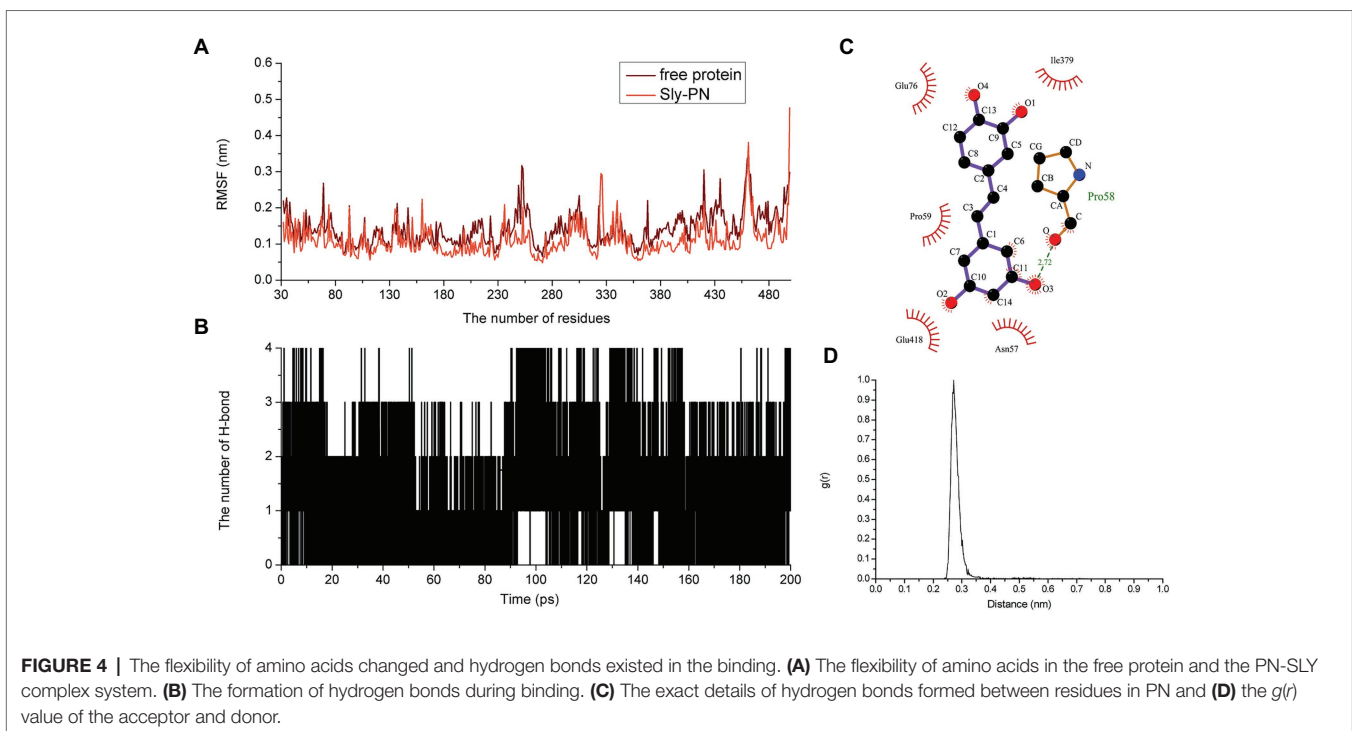 A
free protein
Sly-PN
0.6
0.5
0.4
0.3
0.2
0.1
0.0
RMSF (nm)
30 80 130 180 230 280 330 380 430 480
The number of residues
B
4
3
2
1
0
The number of H-bond
0 20 40 60 80 100 120 140 160 180 200
Time (ps)
C
Ile379
Glu76
O4
O1
C13
C12
C9
C8
C5
C2
C4
CG
CD
N
CB
CA
Pro58
C
O
Pro59
C3
C1
C6
C7
C11
C10
2.72
O3
O2
C14
Glu418
Asn57
D
1.0
0.9
0.8
0.7
0.6
0.5
0.4
0.3
0.2
0.1
0.0
g(r)
0.0 0.1 0.2 0.3 0.4 0.5 0.6 0.7 0.8 0.9 1.0
Distance (nm)
FIGURE 4 | The flexibility of amino acids changed and hydrogen bonds existed in the binding. (A) The flexibility of amino acids in the free protein and the PN-SLY
complex system. (B) The formation of hydrogen bonds during binding. (C) The exact details of hydrogen bonds formed between residues in PN and (D) the g(r)
value of the acceptor and donor.